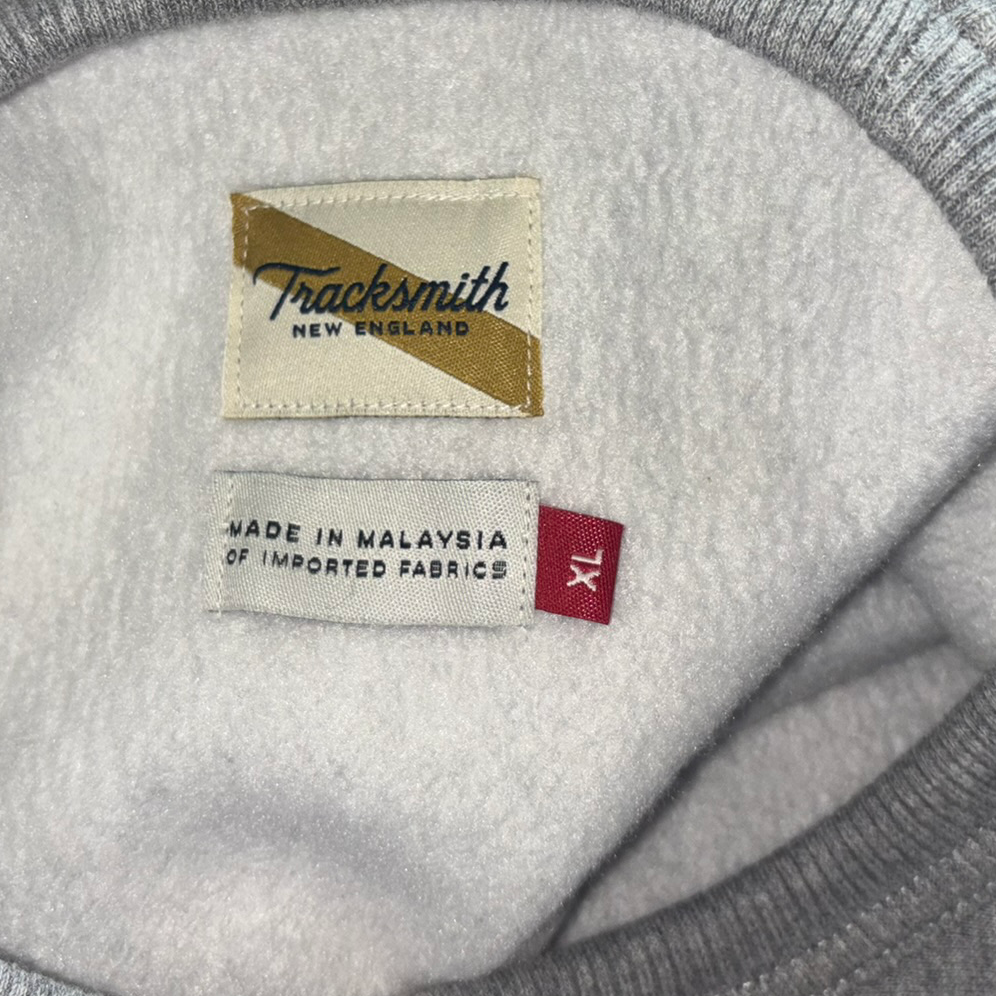 Tracksmith
NEW ENGLAND
MADE IN MALAYSIA
OF IMPORTED FABRICS
XL